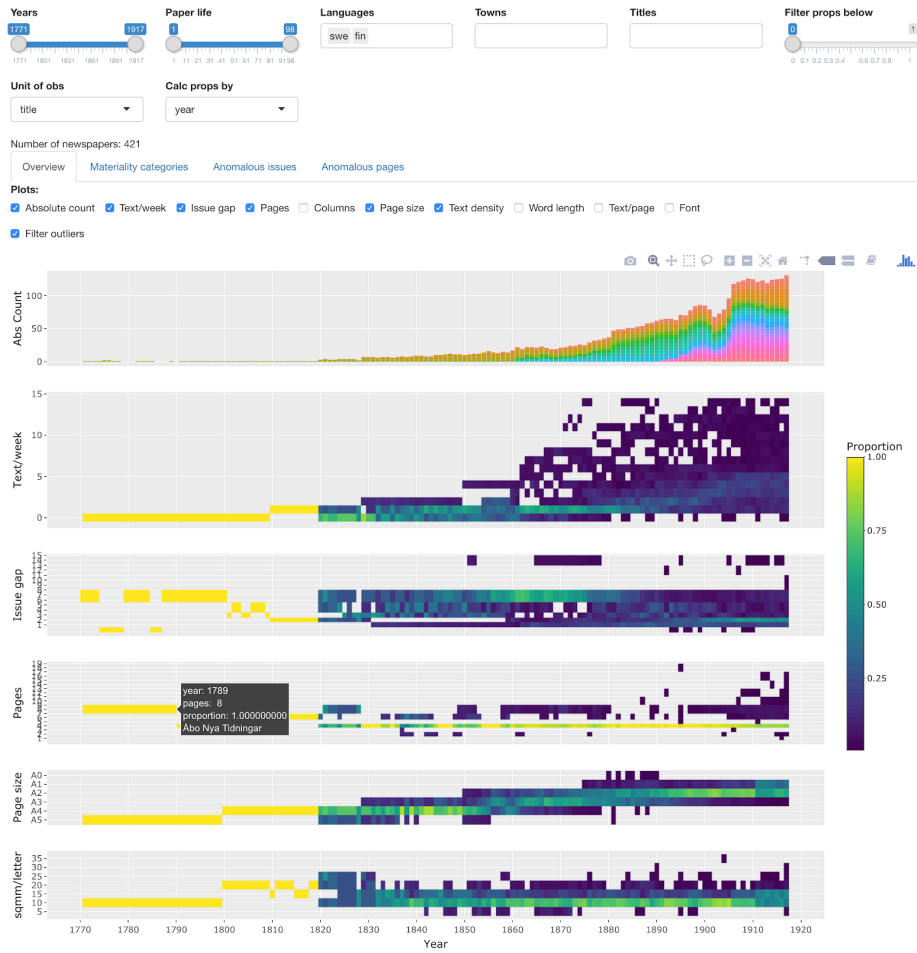 Years
Paper life
Languages
Towns
Titles
Filter props below
1771 1917
1 98
swe fin
0 1
1771 1801 1831 1861 1891 1917
1 11 21 31 41 51 61 71 81 91 98
0 0.1 0.2 0.3 0.4 0.6 0.7 0.8 1
Unit of obs
Calc props by
title
year
Number of newspapers: 421
Overview Materiality categories Anomalous issues Anomalous pages
Plots:
Absolute count Text/week Issue gap Pages Columns Page size Text density Word length Text/page Font
Filter outliers
Abs Count
100
50
0
Text/week
15
10
5
0
Proportion
1.00
0.75
0.50
0.25
Issue gap
15
Pages
19
year: 1789
pages: 8
proportion: 1.000000000
Åbo Nya Tidningar
Page size
A0
A1
A2
A3
A4
A5
sqmm/letter
35
30
25
20
15
10
5
1770 1780 1790 1800 1810 1820 1830 1840 1850 1860 1870 1880 1890 1900 1910 1920
Year